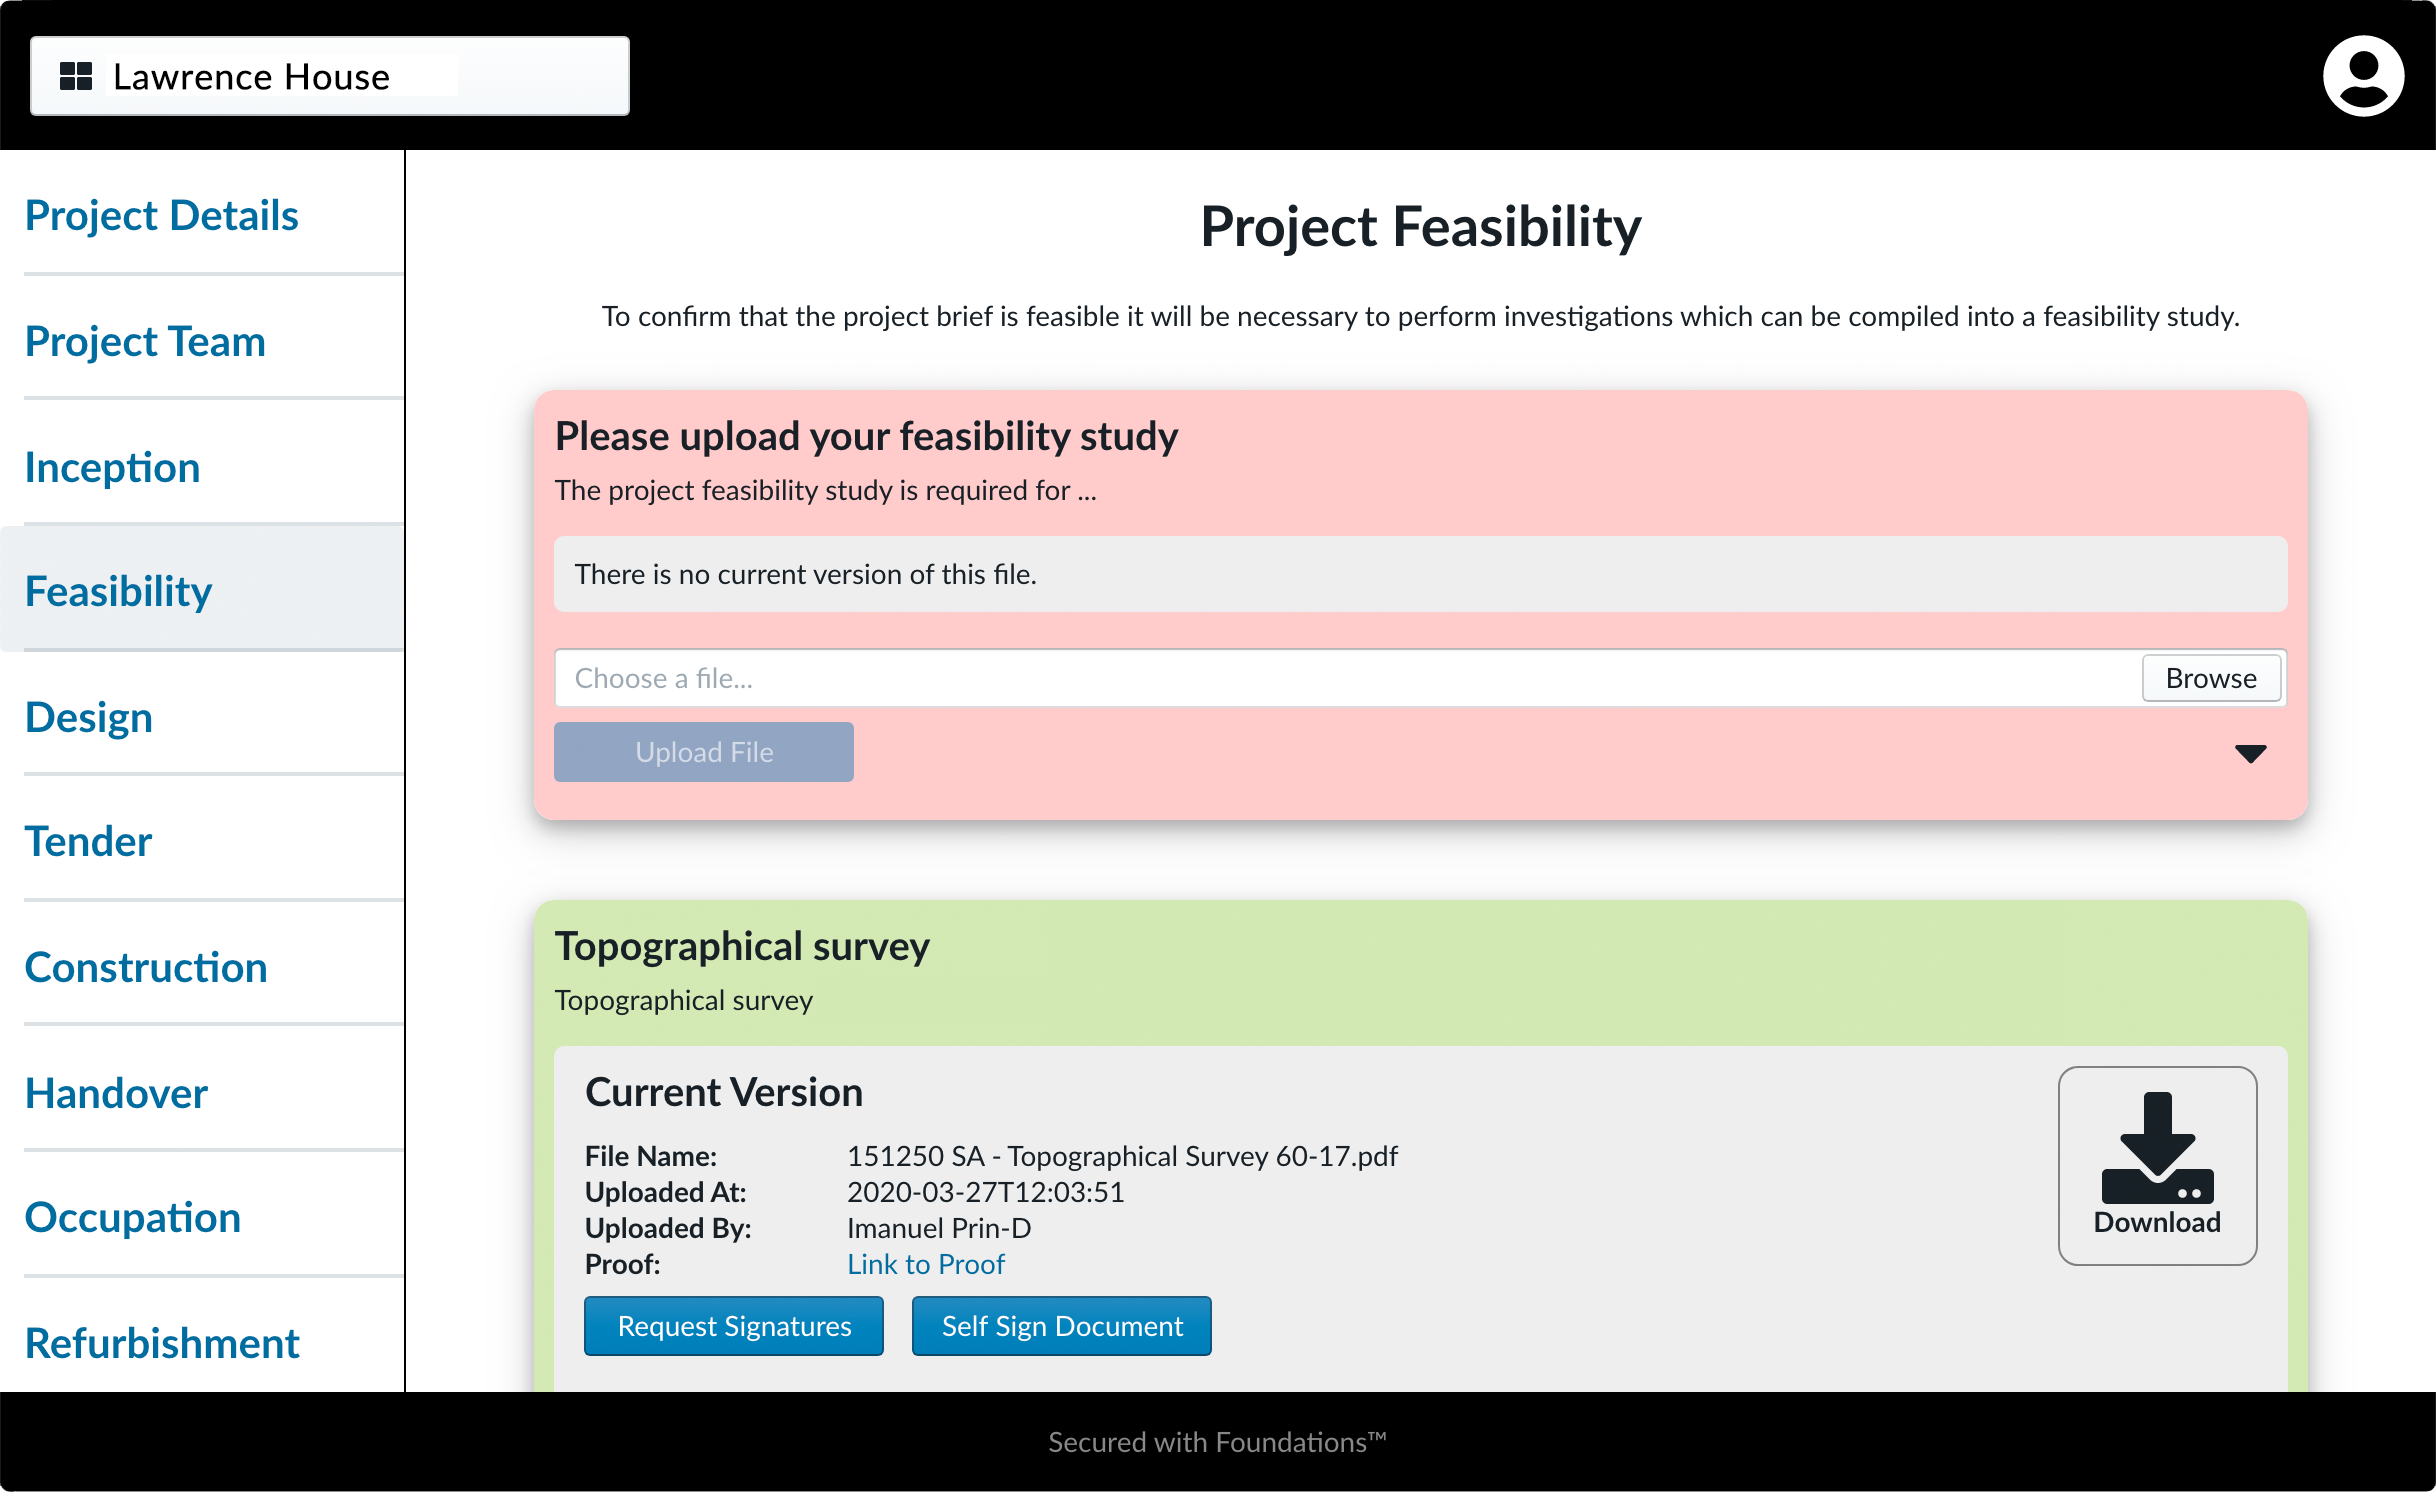 Lawrence House
Project Details
Project Team
Inception
Feasibility
Design
Tender
Construction
Handover
Occupation
Refurbishment
Project Feasibility
To confirm that the project brief is feasible it will be necessary to perform investigations which can be compiled into a feasibility study.
Please upload your feasibility study
The project feasibility study is required for ...
There is no current version of this file.
Choose a file...
Browse
Upload File
Topographical survey
Topographical survey
Current Version
File Name: 151250 SA - Topographical Survey 60-17.pdf
Uploaded At: 2020-03-27T12:03:51
Uploaded By: Imanuel Prin-D
Proof: Link to Proof
Download
Request Signatures
Self Sign Document
Secured with Foundations™